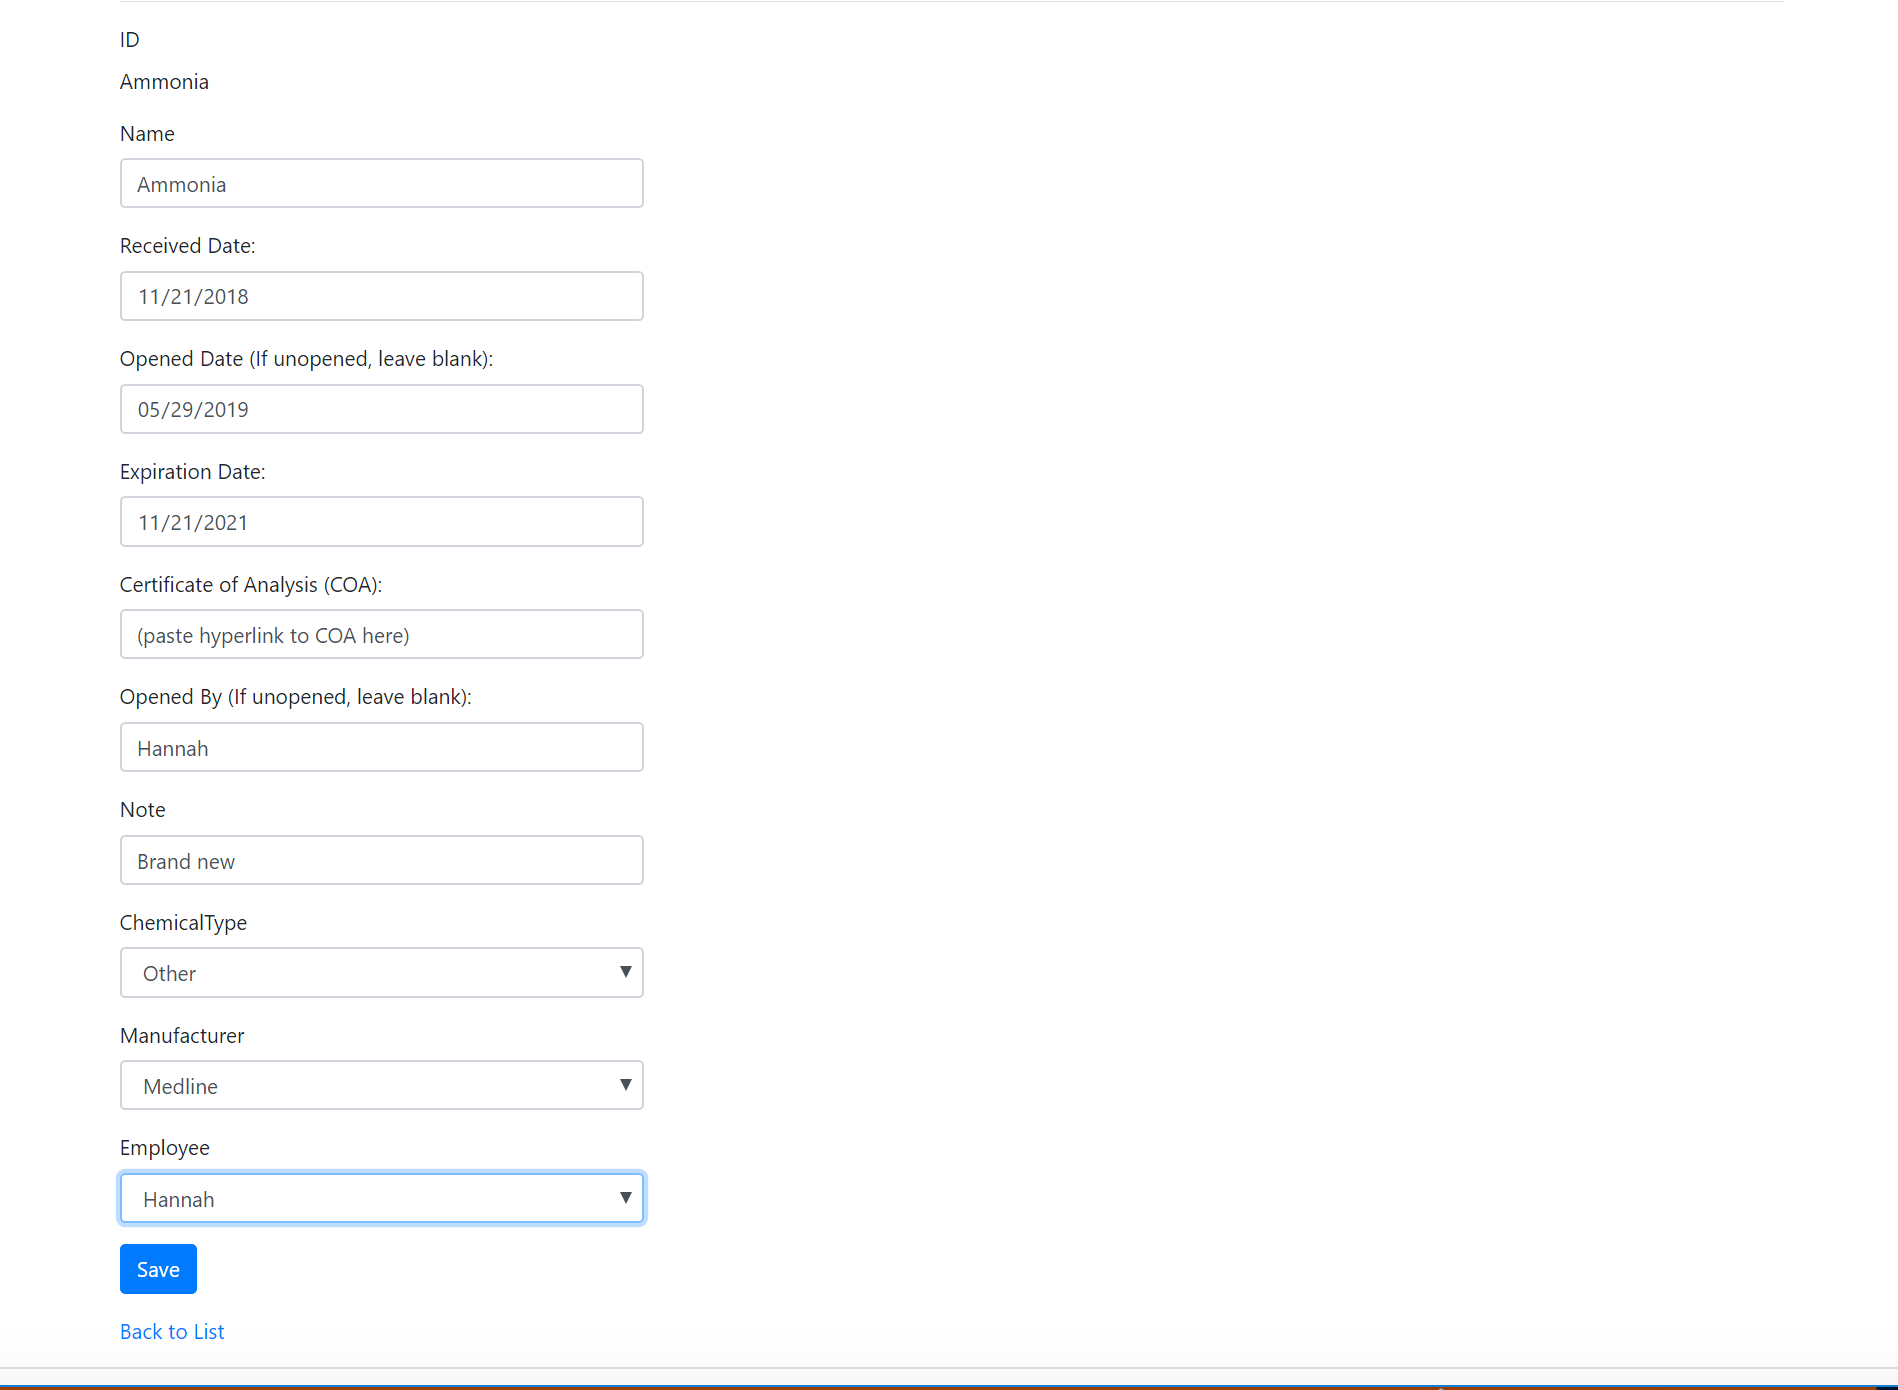 ID
Ammonia
Name
Ammonia
Received Date:
11/21/2018
Opened Date (If unopened, leave blank):
05/29/2019
Expiration Date:
11/21/2021
Certificate of Analysis (COA):
(paste hyperlink to COA here)
Opened By (If unopened, leave blank):
Hannah
Note
Brand new
ChemicalType
Other
Manufacturer
Medline
Employee
Hannah
Save
Back to List